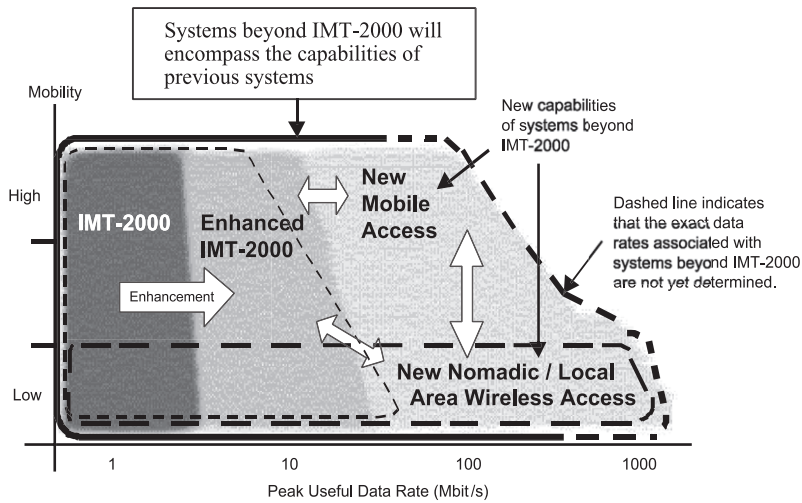 Systems beyond IMT-2000 will
encompass the capabilities of
previous systems
Mobility
New capabilities
of systems beyond
IMT-2000
High
IMT-2000
Enhanced
IMT-2000
New
Mobile
Access
Dashed line indicates
that the exact data
rates associated with
systems beyond IMT-2000
are not yet determined.
Enhancement
Low
New Nomadic / Local
Area Wireless Access
1
10
100
1000
Peak Useful Data Rate (Mbit/s)